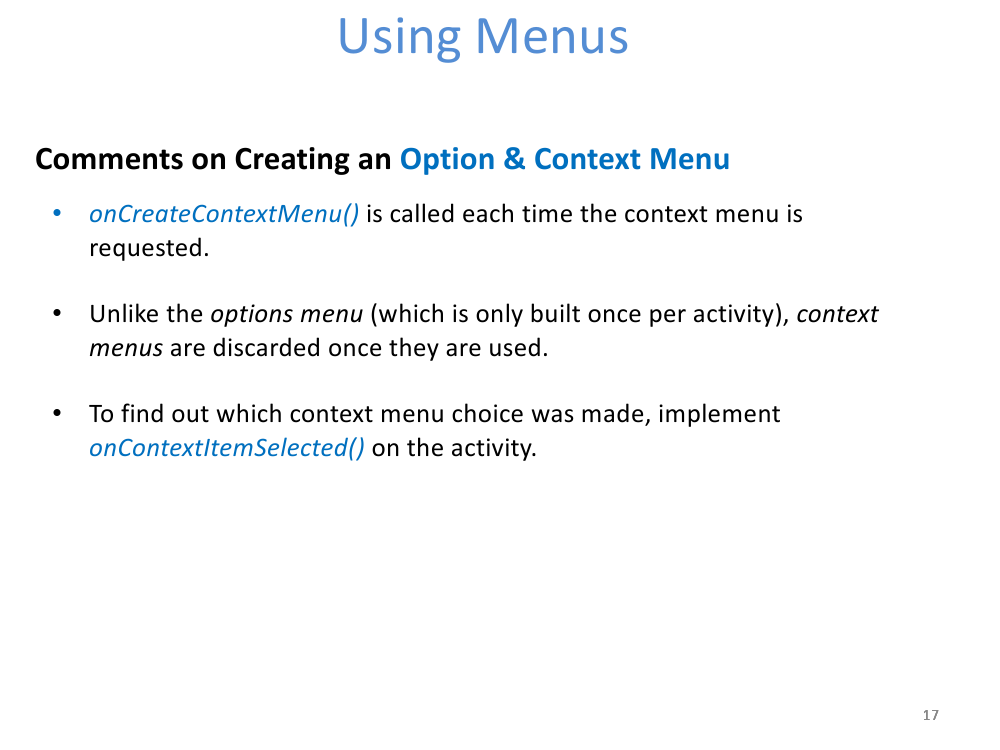 Using Menus
Comments on Creating an Option & Context Menu
• onCreateContextMenu() is called each time the context menu is
requested.
• Unlike the options menu (which is only built once per activity), context
menus are discarded once they are used.
• To find out which context menu choice was made, implement
onContextItemSelected() on the activity.
17